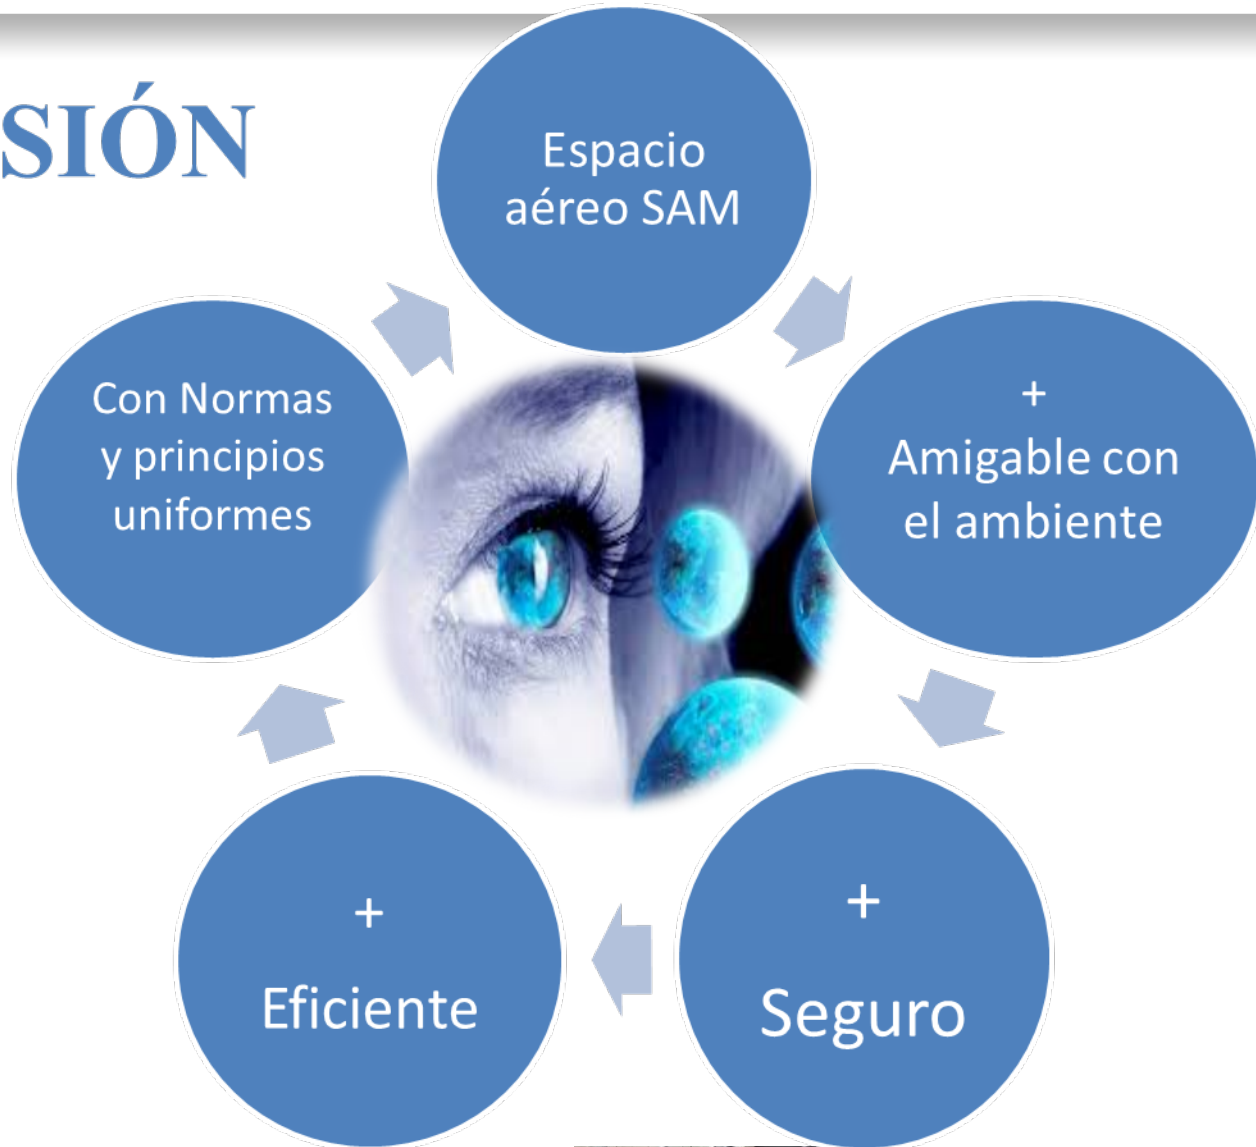 SIÓN
Espacio
aéreo SAM
+
Amigable con
el ambiente
+
Seguro
+
Eficiente
Con Normas
y principios
uniformes